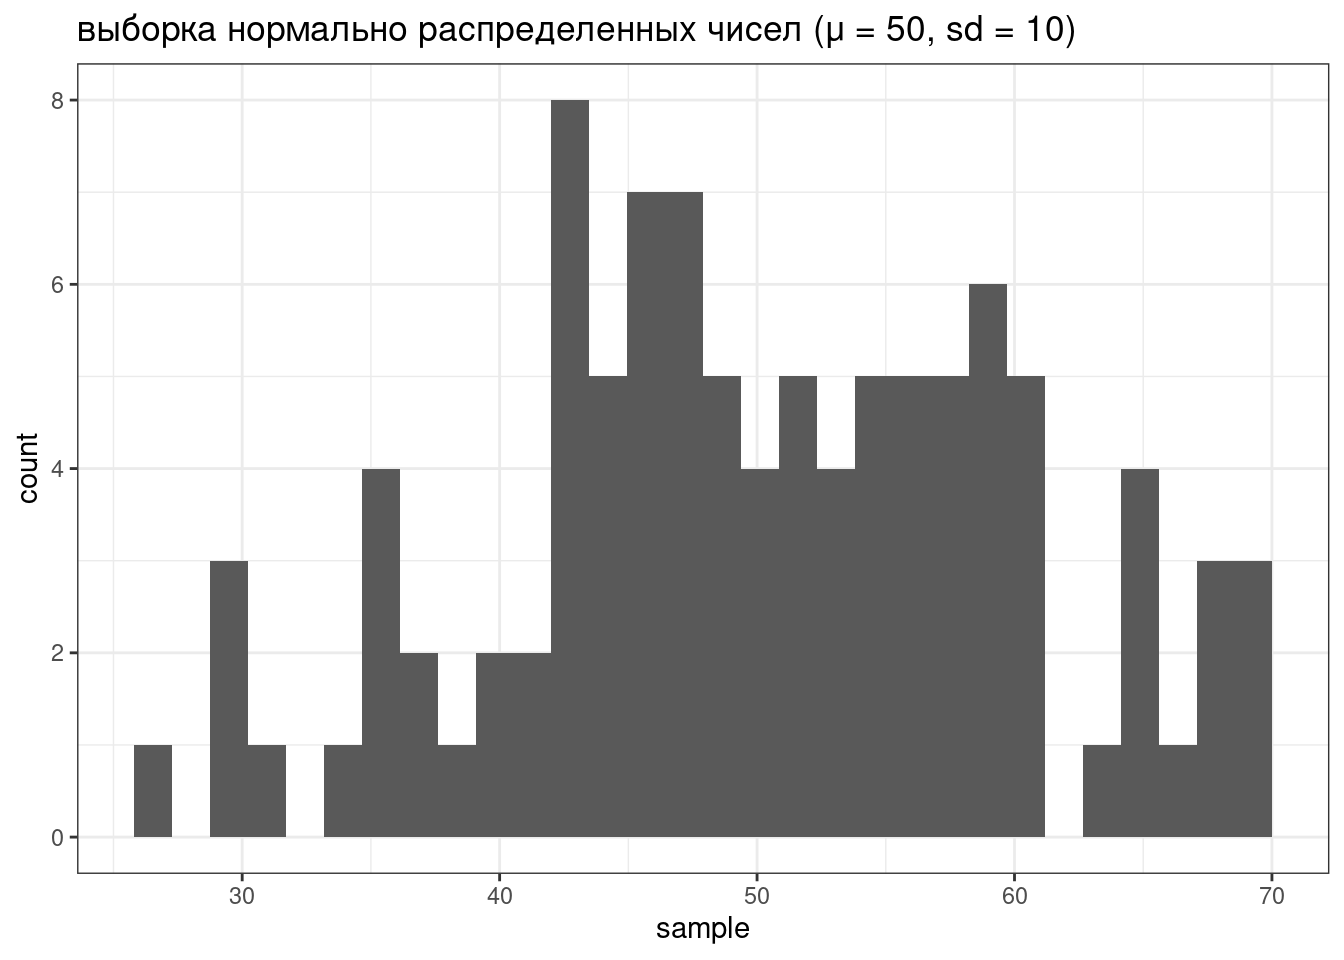 выборка нормально распределенных чисел (μ = 50, sd = 10)
8
6
4
2
0
count
30 40 50 60 70
sample